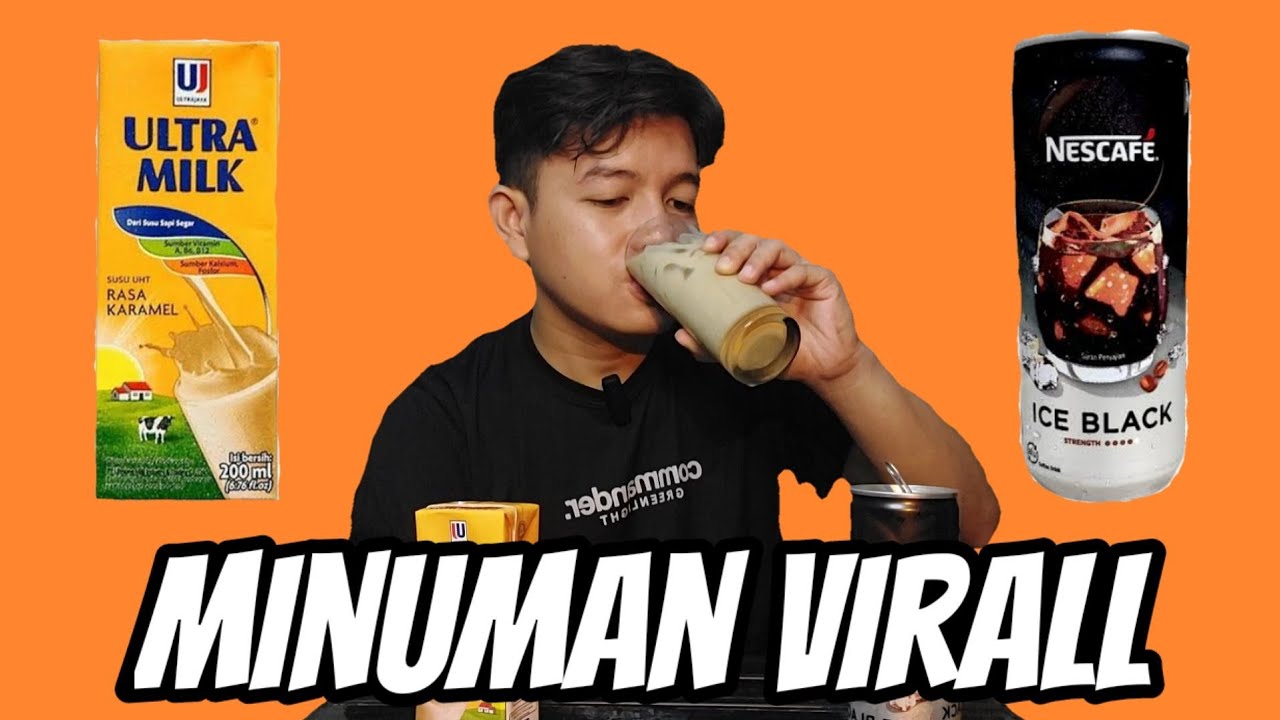 UJ
ULTRAJAYA
ULTRA
MILK
Dari Susu Sapi Segar
Sumber Vitamin
A, B6, B12
Sumber Kalsium,
Fosfor
SUSU UHT
RASA
KARAMEL
Isi bersih:
200 ml
(6.76 fl.oz)
NESCAFÉ.
Saran Penyajian
ICE BLACK
STRENGTH
commander.
GREENLIGHT
UJ
MINUMAN VIRALL